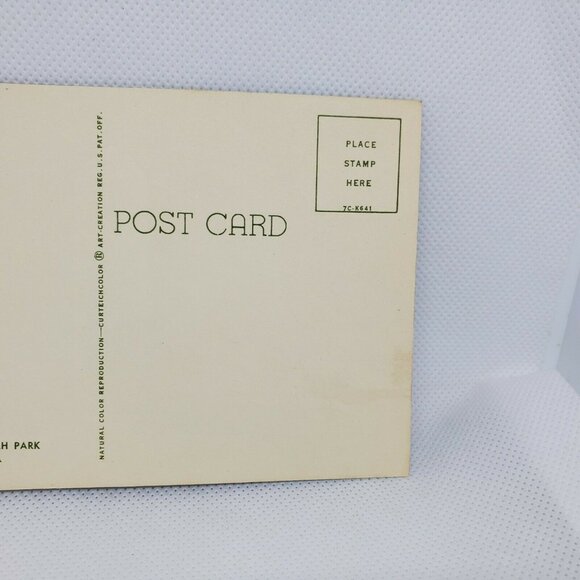 PLACE
STAMP
HERE
7C-K641
POST CARD
NATURAL COLOR REPRODUCTION—CURTEICHCOLOR ® ART-CREATION REG. U.S. PAT. OFF.
H PARK